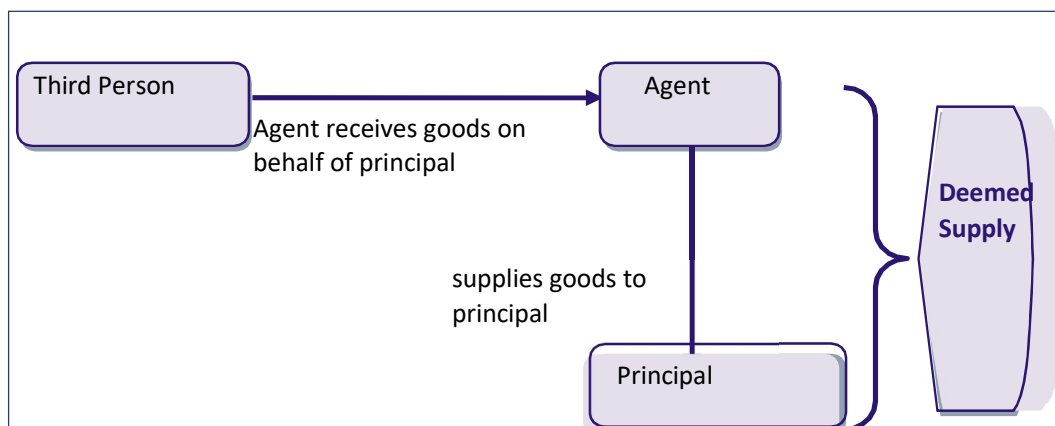 Third Person
Agent
Agent receives goods on
behalf of principal
Deemed
Supply
supplies goods to
principal
Principal